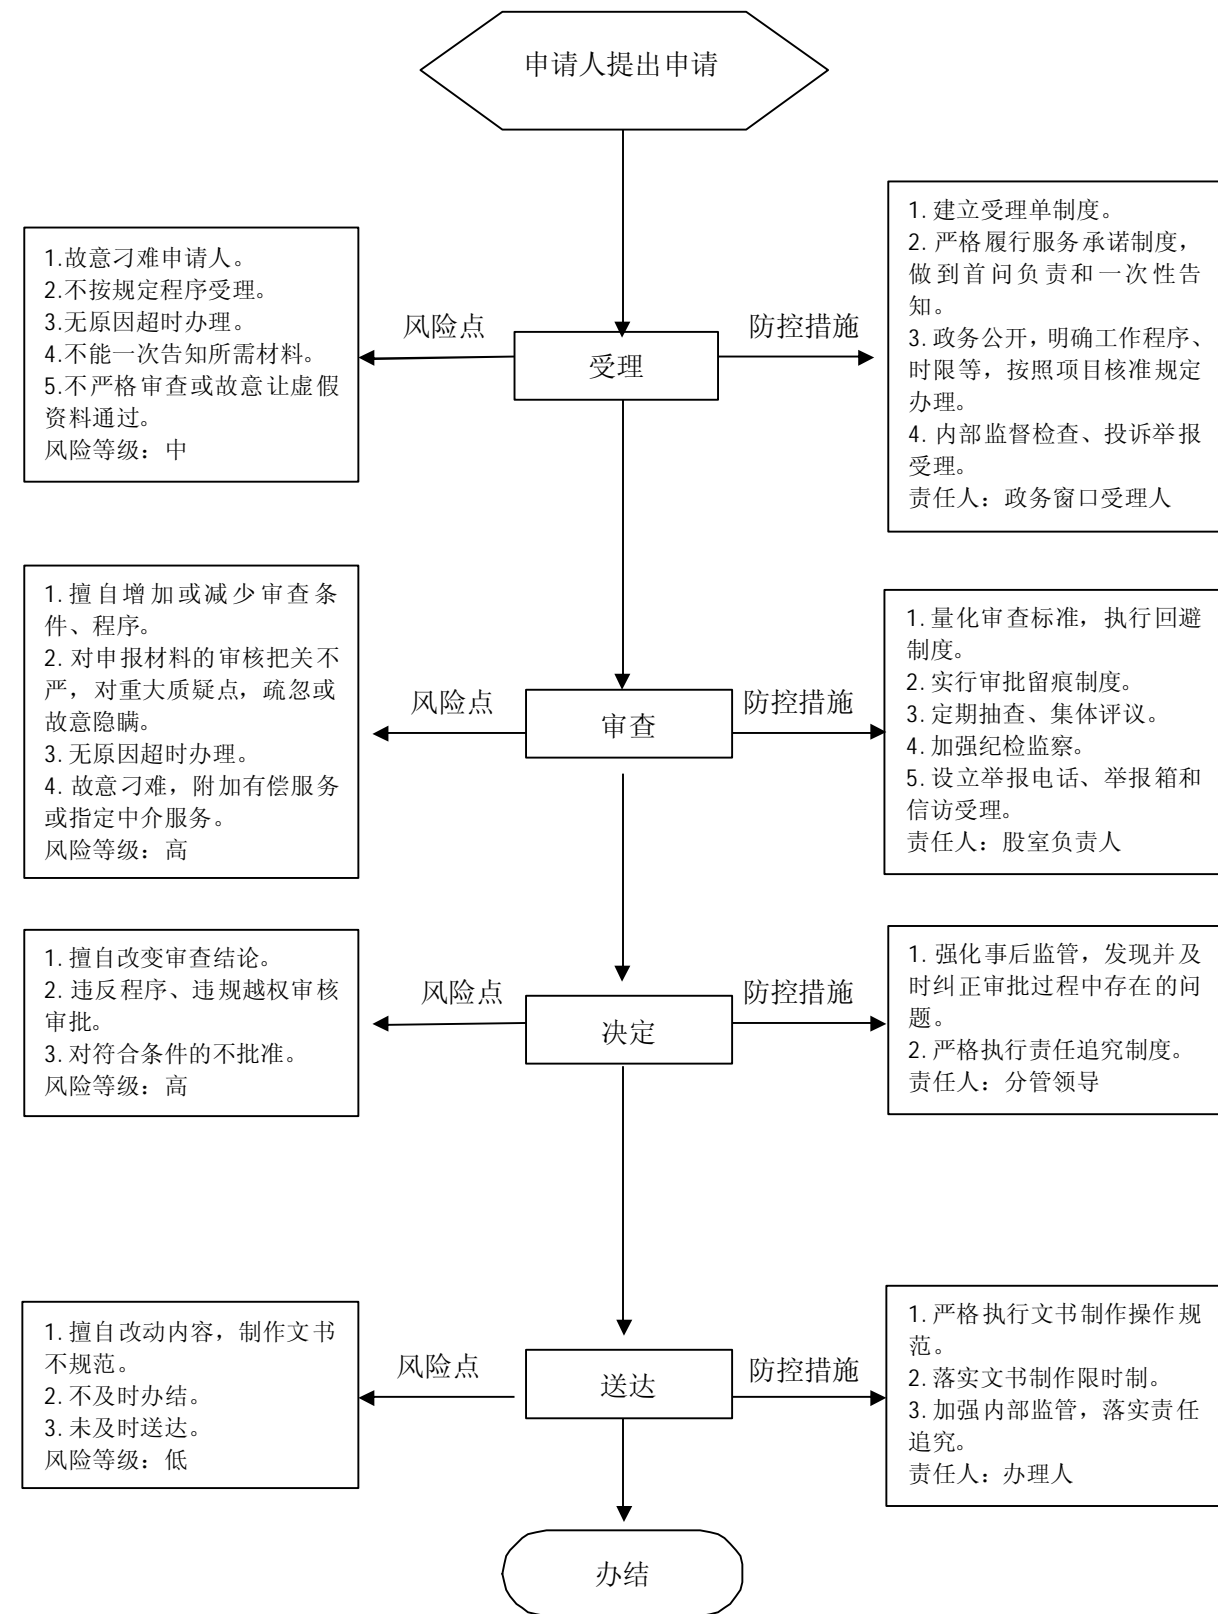 申请人提出申请
1.故意刁难申请人。
2.不按规定程序受理。
3.无原因超时办理。
4.不能一次告知所需材料。
5.不严格审查或故意让虚假
资料通过。
风险等级：中
风险点
受理
防控措施
1.建立受理单制度。
2.严格履行服务承诺制度，
做到首问负责和一次性告
知。
3.政务公开，明确工作程序、
时限等，按照项目核准规定
办理。
4.内部监督检查、投诉举报
受理。
责任人：政务窗口受理人
1.擅自增加或减少审查条
件、程序。
2.对申报材料的审核把关不
严，对重大质疑点，疏忽或
故意隐瞒。
3.无原因超时办理。
4.故意刁难，附加有偿服务
或指定中介服务。
风险等级：高
风险点
审查
防控措施
1.量化审查标准，执行回避
制度。
2.实行审批留痕制度。
3.定期抽查、集体评议。
4.加强纪检监察。
5.设立举报电话、举报箱和
信访受理。
责任人：股室负责人
1.擅自改变审查结论。
2.违反程序、违规越权审核
审批。
3.对符合条件的不批准。
风险等级：高
风险点
决定
防控措施
1.强化事后监管，发现并及
时纠正审批过程中存在的问
题。
2.严格执行责任追究制度。
责任人：分管领导
1.擅自改动内容，制作文书
不规范。
2.不及时办结。
3.未及时送达。
风险等级：低
风险点
送达
防控措施
1.严格执行文书制作操作规
范。
2.落实文书制作限时制。
3.加强内部监管，落实责任
追究。
责任人：办理人
办结